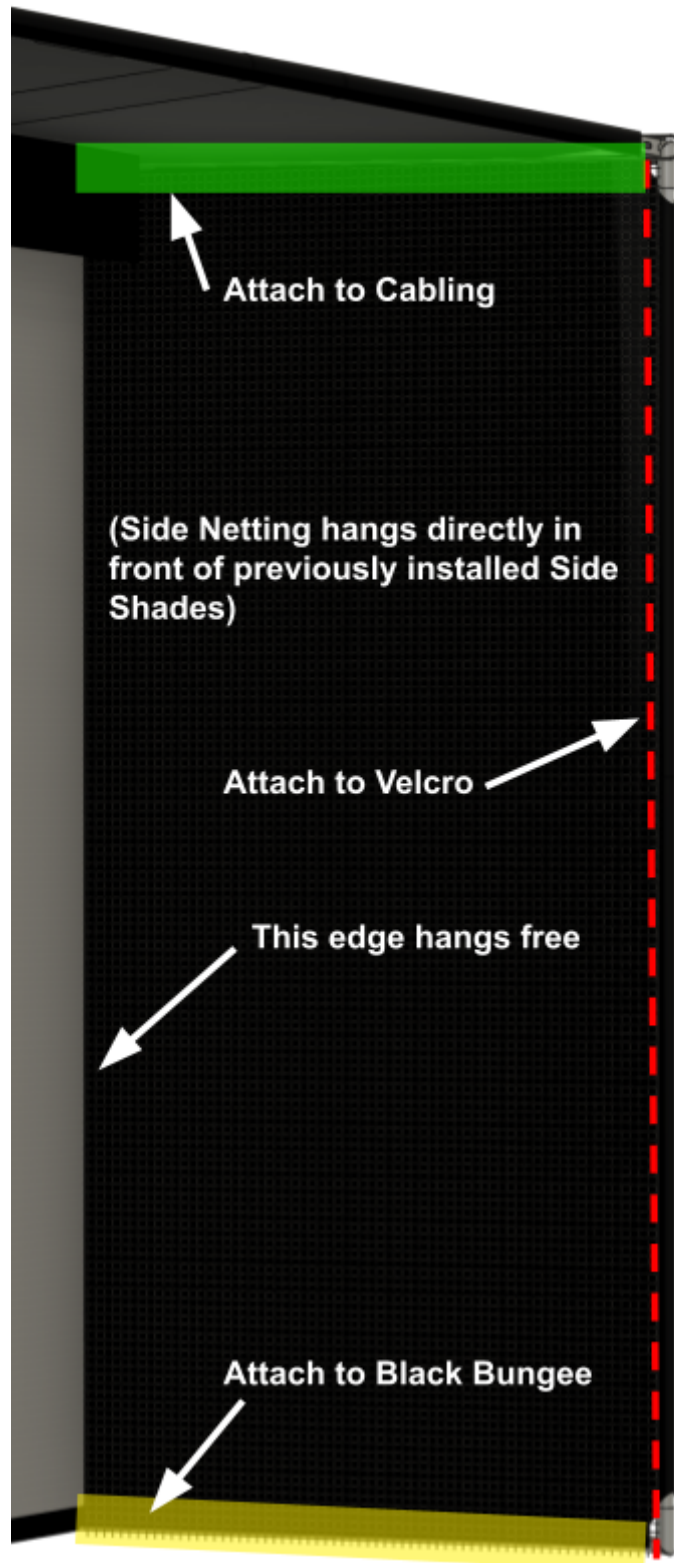 Attach to Cabling
(Side Netting hangs directly in
front of previously installed Side
Shades)
Attach to Velcro
This edge hangs free
Attach to Black Bungee